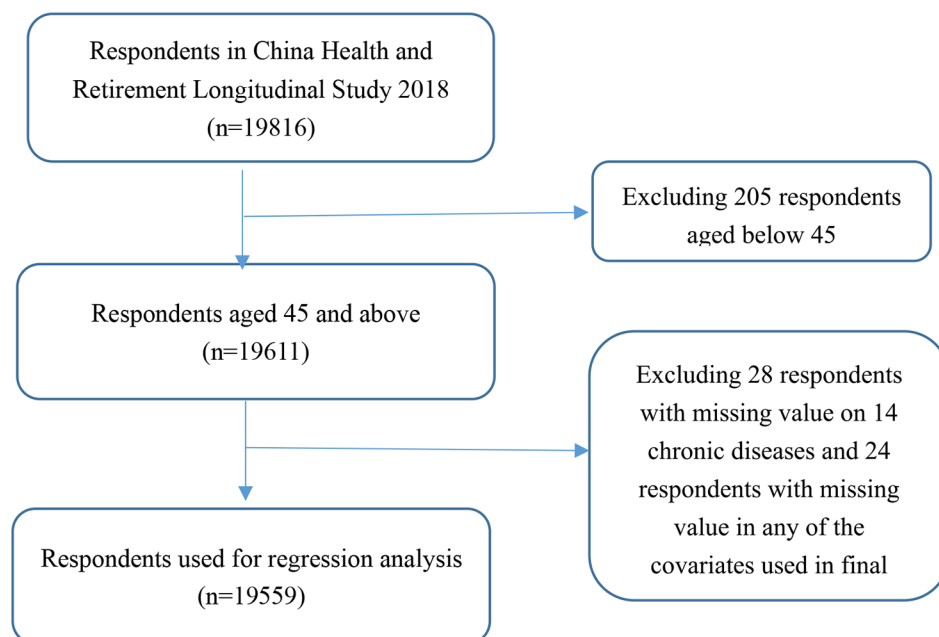 Respondents in China Health and
Retirement Longitudinal Study 2018
(n=19816)
Excluding 205 respondents
aged below 45
Respondents aged 45 and above
(n=19611)
Excluding 28 respondents
with missing value on 14
chronic diseases and 24
respondents with missing
value in any of the
covariates used in final
Respondents used for regression analysis
(n=19559)